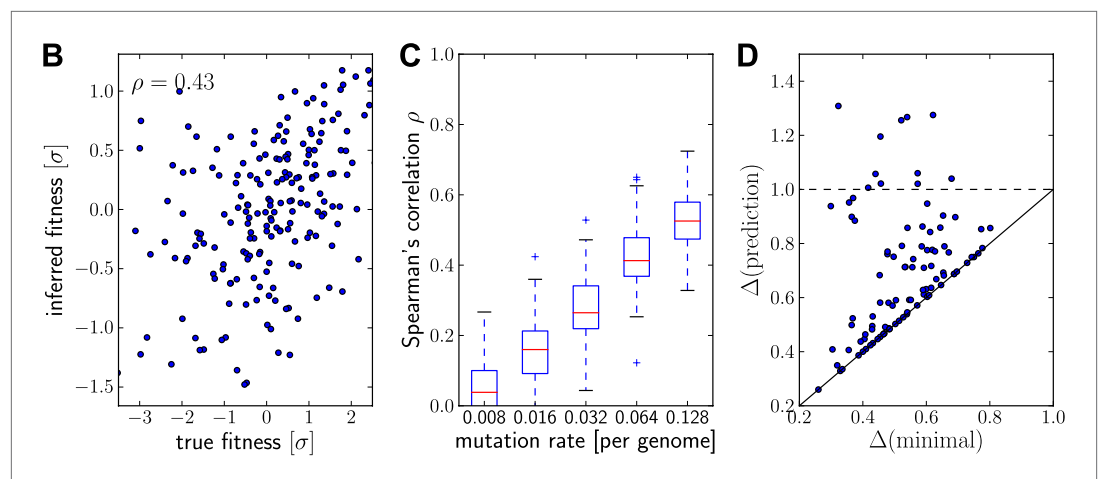 B
ρ = 0.43
inferred fitness [σ]
1.0
0.5
0.0
−0.5
−1.0
−1.5
−3 −2 −1 0 1 2
true fitness [σ]
C
Spearman's correlation ρ
1.0
0.8
0.6
0.4
0.2
0.0
0.008 0.016 0.032 0.064 0.128
mutation rate [per genome]
D
Δ(prediction)
1.4
1.2
1.0
0.8
0.6
0.4
0.2
0.2 0.4 0.6 0.8 1.0
Δ(minimal)